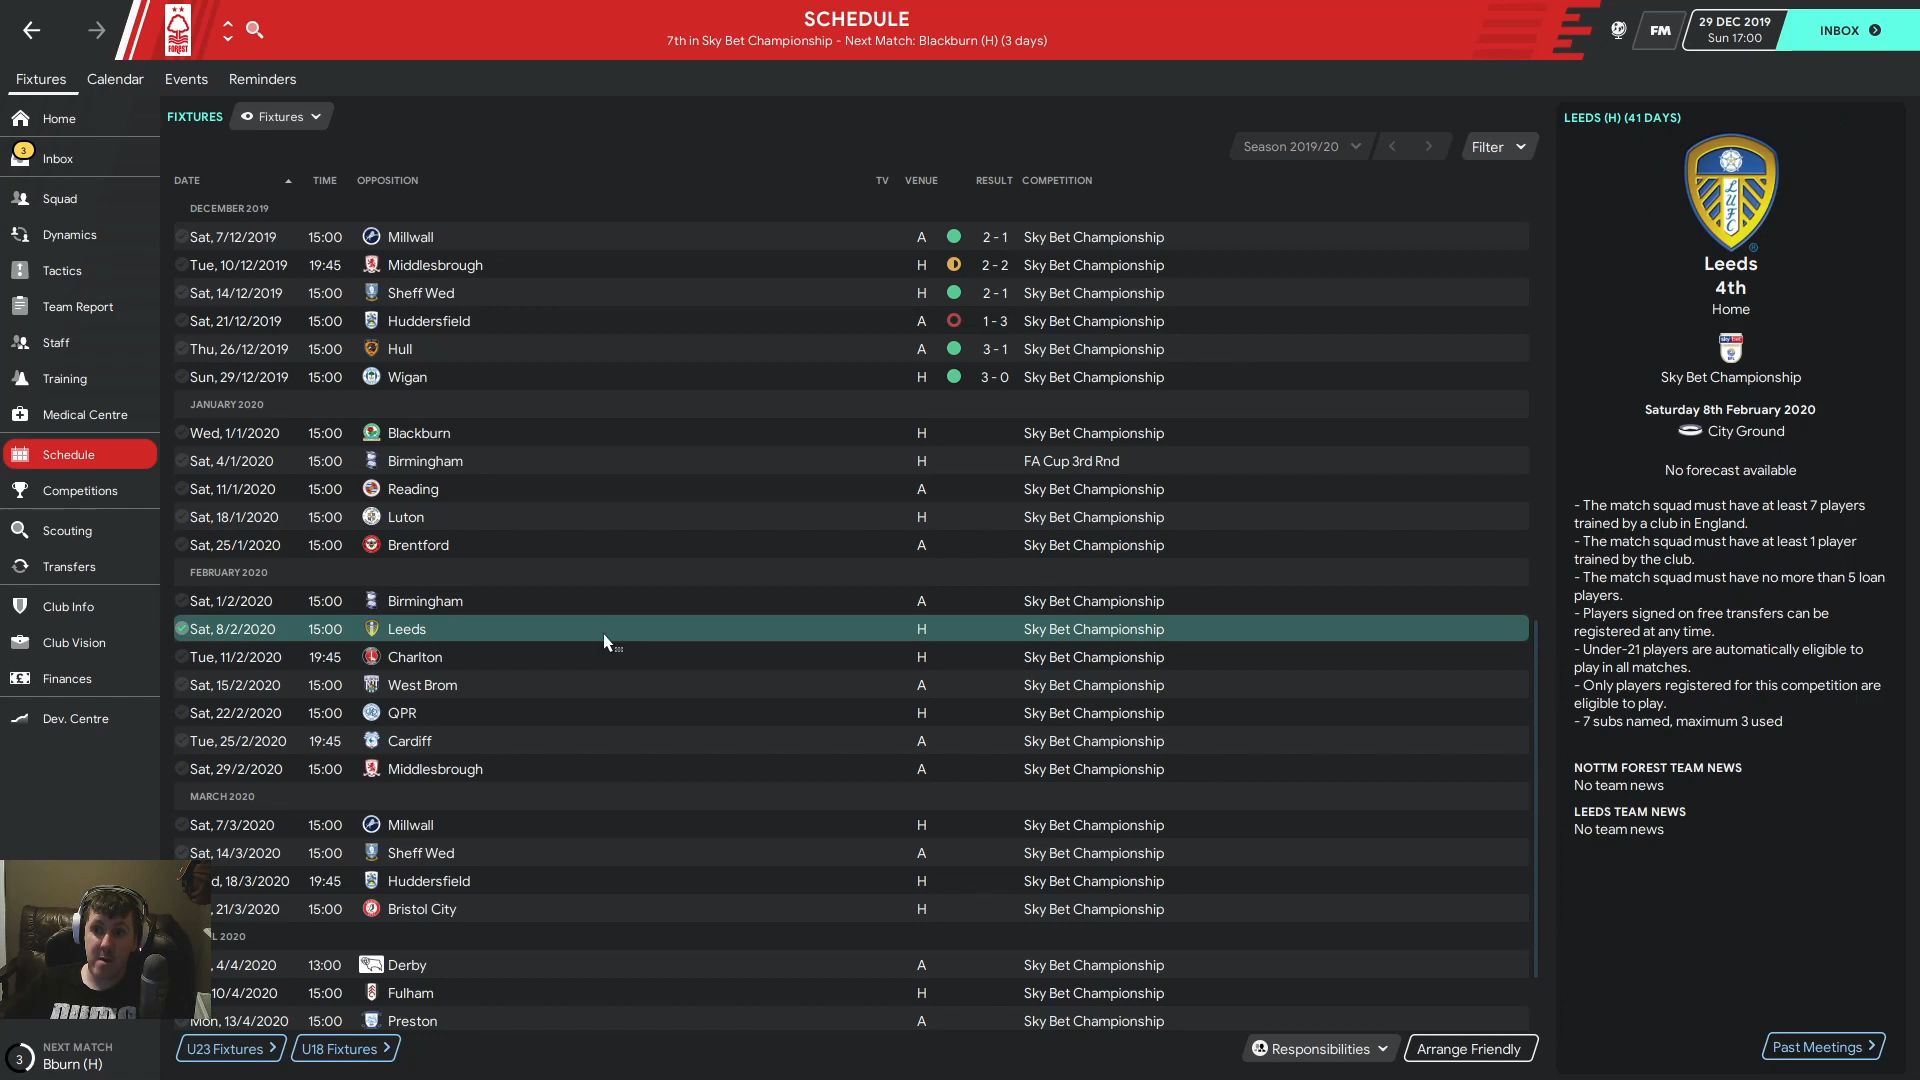 SCHEDULE
7th in Sky Bet Championship - Next Match: Blackburn (H) (3 days)
FOREST
FM
29 DEC 2019
Sun 17:00
INBOX
Fixtures Calendar Events Reminders
Home
3
Inbox
Squad
Dynamics
Tactics
Team Report
Staff
Training
Medical Centre
Schedule
Competitions
Scouting
Transfers
Club Info
Club Vision
Finances
Dev. Centre
3
NEXT MATCH
Bburn (H)
FIXTURES Fixtures
Season 2019/20 Filter
DATE TIME OPPOSITION TV VENUE RESULT COMPETITION
DECEMBER 2019
Sat, 7/12/2019 15:00 Millwall A 2 - 1 Sky Bet Championship
Tue, 10/12/2019 19:45 Middlesbrough H 2 - 2 Sky Bet Championship
Sat, 14/12/2019 15:00 Sheff Wed H 2 - 1 Sky Bet Championship
Sat, 21/12/2019 15:00 Huddersfield A 1 - 3 Sky Bet Championship
Thu, 26/12/2019 15:00 Hull A 3 - 1 Sky Bet Championship
Sun, 29/12/2019 15:00 Wigan H 3 - 0 Sky Bet Championship
JANUARY 2020
Wed, 1/1/2020 15:00 Blackburn H Sky Bet Championship
Sat, 4/1/2020 15:00 Birmingham H FA Cup 3rd Rnd
Sat, 11/1/2020 15:00 Reading A Sky Bet Championship
Sat, 18/1/2020 15:00 Luton H Sky Bet Championship
Sat, 25/1/2020 15:00 Brentford A Sky Bet Championship
FEBRUARY 2020
Sat, 1/2/2020 15:00 Birmingham A Sky Bet Championship
Sat, 8/2/2020 15:00 Leeds H Sky Bet Championship
Tue, 11/2/2020 19:45 Charlton H Sky Bet Championship
Sat, 15/2/2020 15:00 West Brom A Sky Bet Championship
Sat, 22/2/2020 15:00 QPR H Sky Bet Championship
Tue, 25/2/2020 19:45 Cardiff A Sky Bet Championship
Sat, 29/2/2020 15:00 Middlesbrough A Sky Bet Championship
MARCH 2020
Sat, 7/3/2020 15:00 Millwall H Sky Bet Championship
Sat, 14/3/2020 15:00 Sheff Wed A Sky Bet Championship
d, 18/3/2020 19:45 Huddersfield H Sky Bet Championship
, 21/3/2020 15:00 Bristol City H Sky Bet Championship
L 2020
, 4/4/2020 13:00 Derby A Sky Bet Championship
10/4/2020 15:00 Fulham H Sky Bet Championship
Mon, 13/4/2020 15:00 Preston A Sky Bet Championship
U23 Fixtures U18 Fixtures Responsibilities Arrange Friendly
LEEDS (H) (41 DAYS)
LUFC
Leeds
4th
Home
sky bet
EFL
Sky Bet Championship
Saturday 8th February 2020
City Ground
No forecast available
- The match squad must have at least 7 players
trained by a club in England.
- The match squad must have at least 1 player
trained by the club.
- The match squad must have no more than 5 loan
players.
- Players signed on free transfers can be
registered at any time.
- Under-21 players are automatically eligible to
play in all matches.
- Only players registered for this competition are
eligible to play.
- 7 subs named, maximum 3 used
NOTTM FOREST TEAM NEWS
No team news
LEEDS TEAM NEWS
No team news
Past Meetings